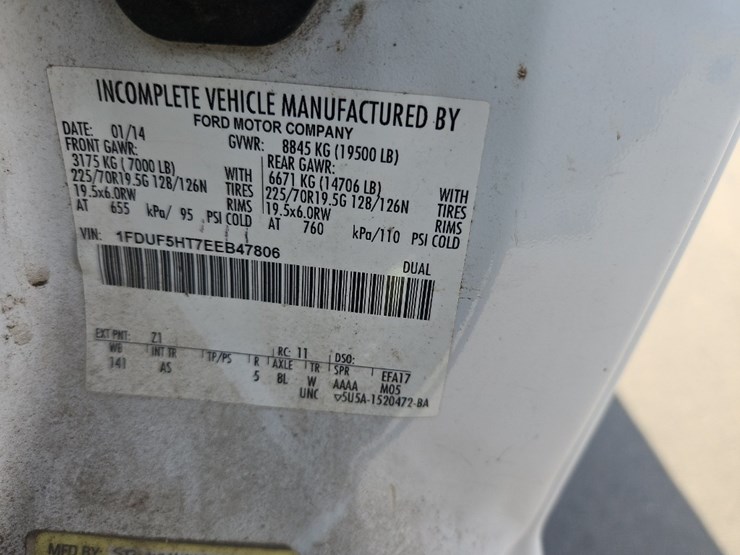 INCOMPLETE VEHICLE MANUFACTURED BY
FORD MOTOR COMPANY
DATE: 01/14 GVWR: 8845 KG (19500 LB)
FRONT GAWR: REAR GAWR:
3175 KG (7000 LB) WITH 6671 KG (14706 LB) WITH
225/70R19.5G 128/126N TIRES 225/70R19.5G 128/126N TIRES
19.5x6.0RW RIMS 19.5x6.0RW RIMS
AT 655 kPa/ 95 PSI COLD AT 760 kPa/110 PSI COLD
VIN: 1FDUF5HT7EEB47806 DUAL
EXT PNT: Z1 RC: 11 DSO:
WB INT TR TP/PS R AXLE TR SPR EFA17
141 AS 5 BL W AAAA M05
UNC ▽5U5A-1520472-BA
MFD BY: